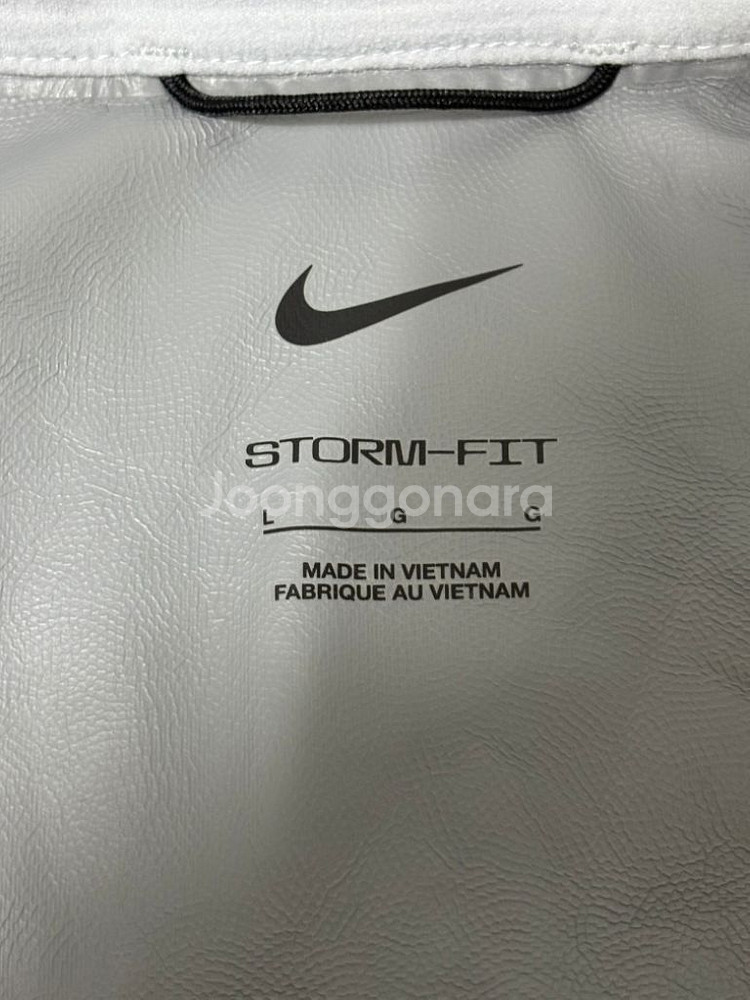 STORM-FIT
Joonggonara
L G G
MADE IN VIETNAM
FABRIQUE AU VIETNAM